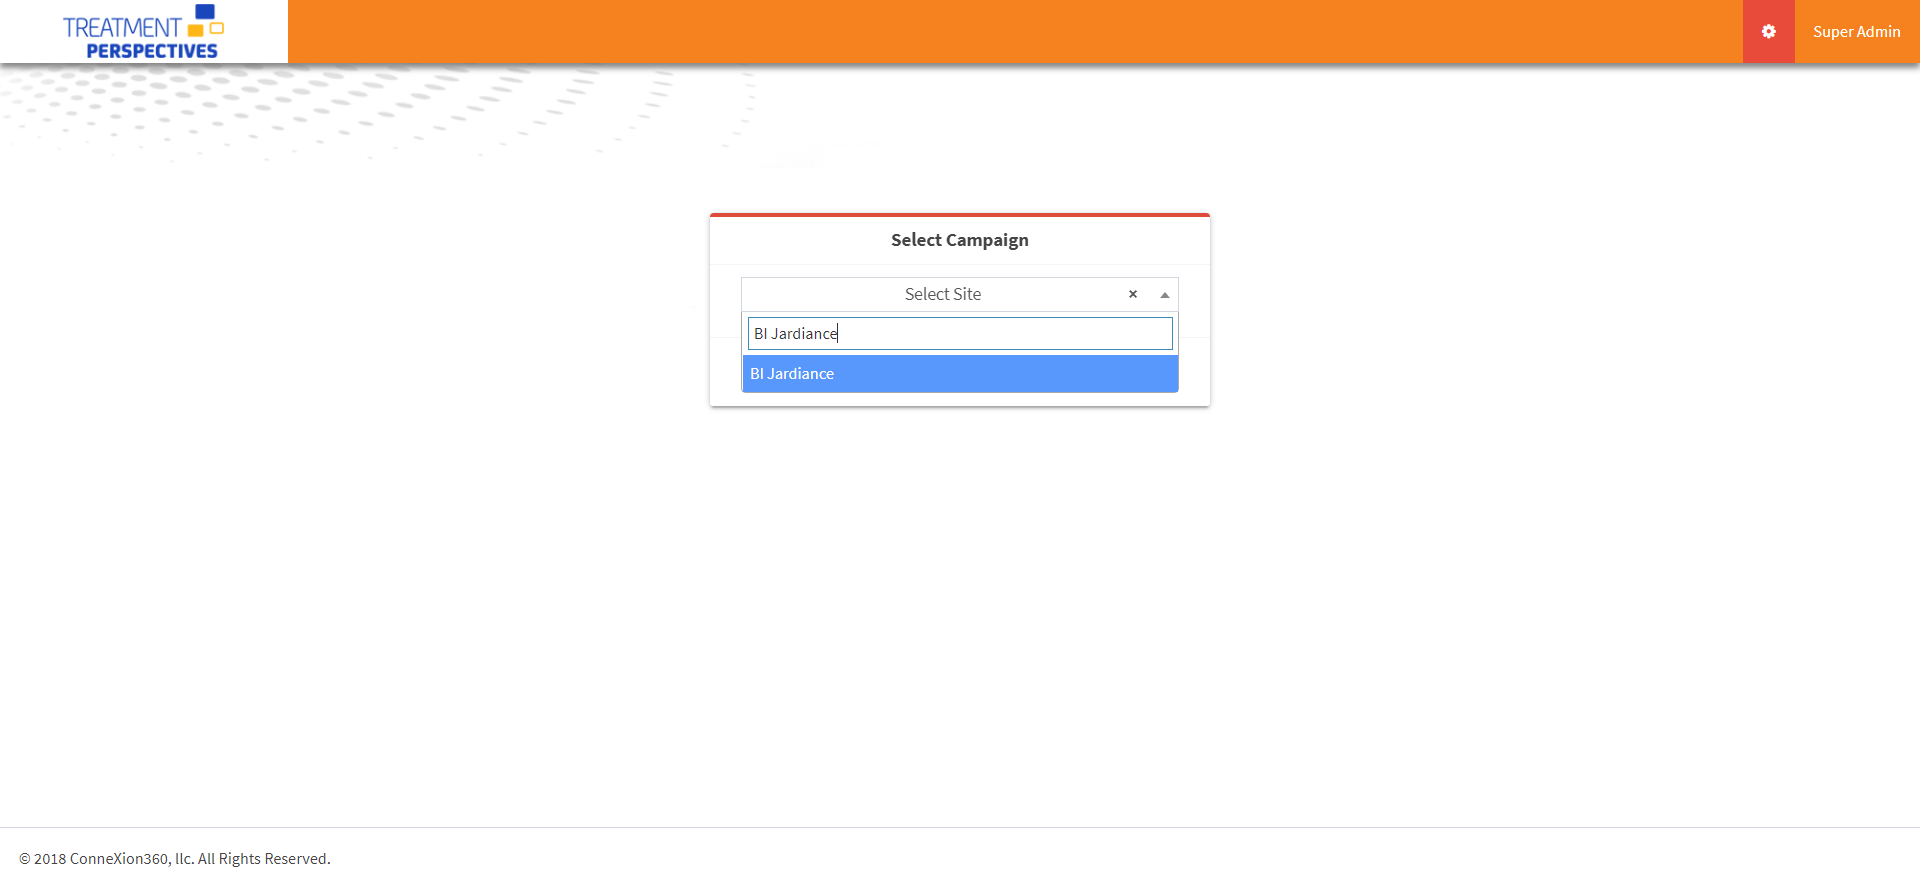 TREATMENT
PERSPECTIVES
Super Admin
Select Campaign
Select Site ×
BI Jardiance
BI Jardiance
© 2018 ConneXion360, llc. All Rights Reserved.